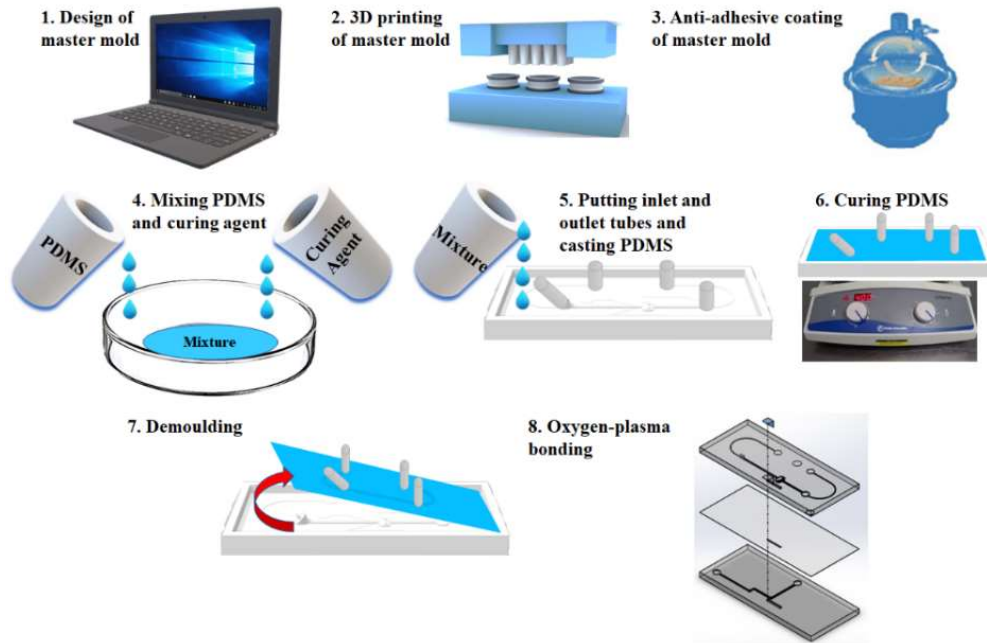 1. Design of
master mold
2. 3D printing
of master mold
3. Anti-adhesive coating
of master mold
4. Mixing PDMS
and curing agent
PDMS
Curing
Agent
Mixture
5. Putting inlet and
outlet tubes and
casting PDMS
Mixture
6. Curing PDMS
7. Demoulding
8. Oxygen-plasma
bonding